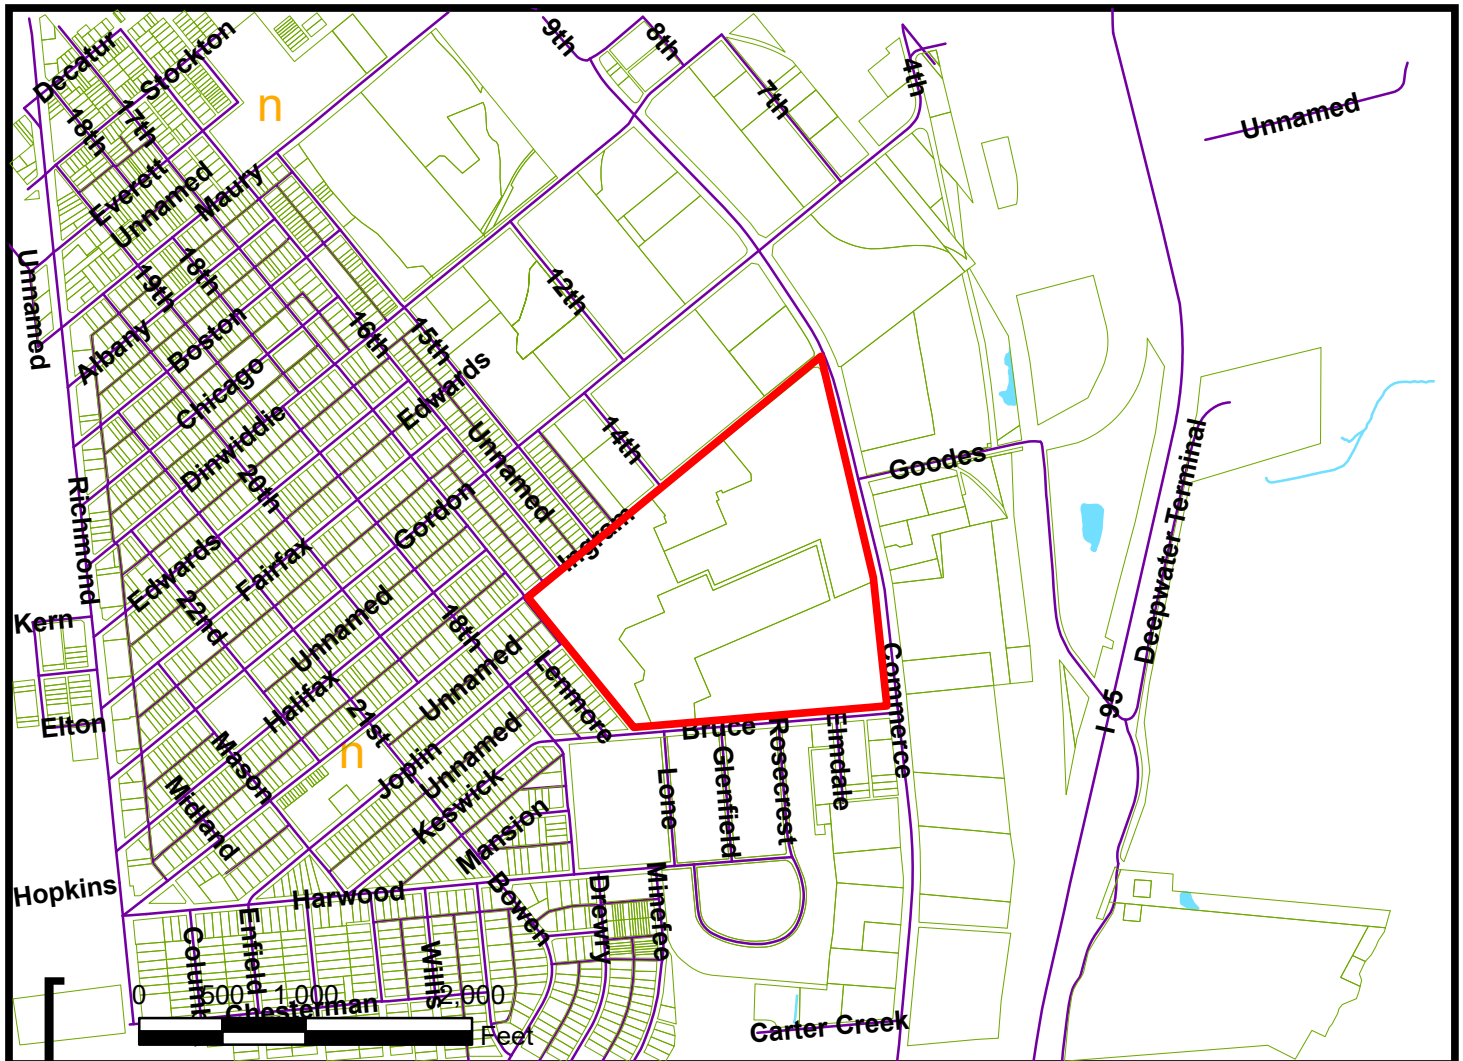 9th
8th
Decatur
Stockton
4th
7th
n
Unnamed
18th
17th
Everett
Unnamed
Maury
Unnamed
19th
18th
12th
Albany
Boston
16th
15th
Chicago
Edwards
Dinwiddie
14th
Unnamed
Goodes
20th
Gordon
Richmond
Ingram
Deepwater Terminal
Edwards
Fairfax
Kern
22nd
Unnamed
18th
Unnamed
Lenmore
Commerce
Halifax
Elton
21st
I-95
Bruce
Rosecrest
Elmdale
n
Mason
Joplin
Unnamed
Lone
Glenfield
Midland
Keswick
Mansion
Hopkins
Harwood
Bowen
Drewry
Minefee
Enfield
Wills
Chesterman
0 500 1,000 2,000
Feet
Carter Creek